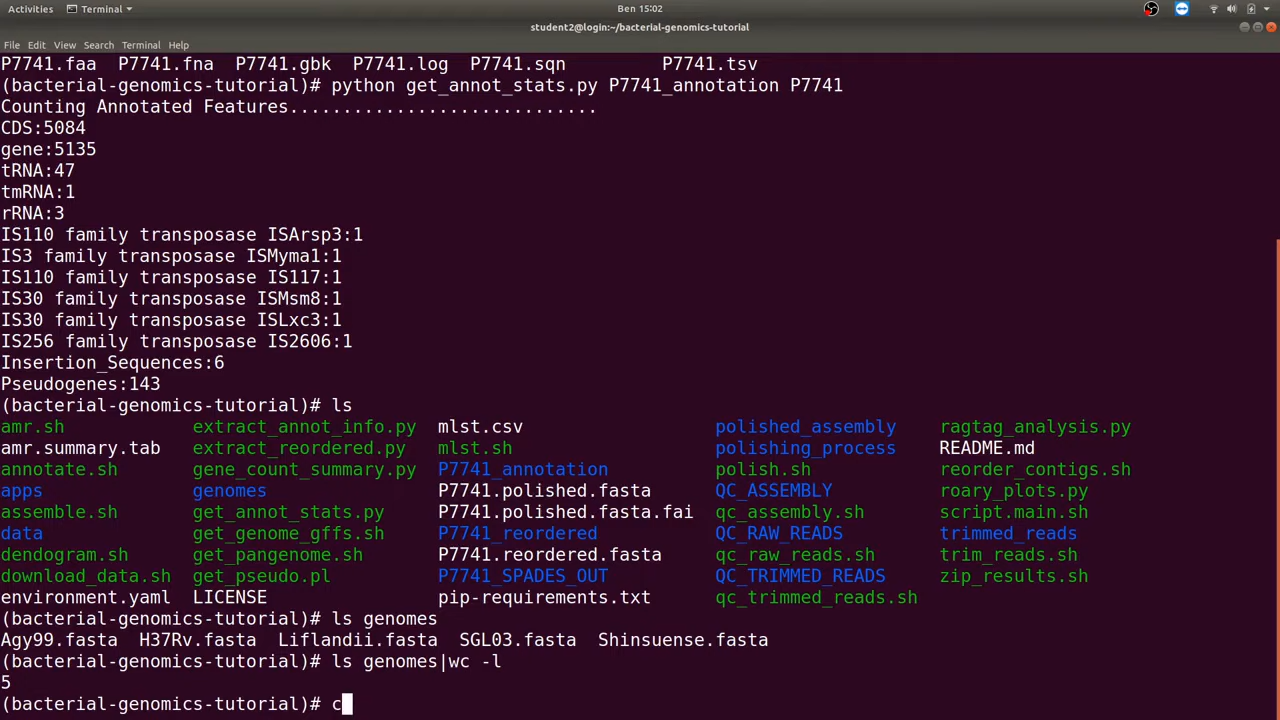 Activities Terminal Ben 15:02
student2@login:~/bacterial-genomics-tutorial
File Edit View Search Terminal Help
P7741.faa P7741.fna P7741.gbk P7741.log P7741.sqn P7741.tsv
(bacterial-genomics-tutorial)# python get_annot_stats.py P7741_annotation P7741
Counting Annotated Features.............................
CDS:5084
gene:5135
tRNA:47
tmRNA:1
rRNA:3
IS110 family transposase ISArsp3:1
IS3 family transposase ISMyma1:1
IS110 family transposase IS117:1
IS30 family transposase ISMsm8:1
IS30 family transposase ISLxc3:1
IS256 family transposase IS2606:1
Insertion_Sequences:6
Pseudogenes:143
(bacterial-genomics-tutorial)# ls
amr.sh extract_annot_info.py mlst.csv polished_assembly ragtag_analysis.py
amr.summary.tab extract_reordered.py mlst.sh polishing_process README.md
annotate.sh gene_count_summary.py P7741_annotation polish.sh reorder_contigs.sh
apps genomes P7741.polished.fasta QC_ASSEMBLY roary_plots.py
assemble.sh get_annot_stats.py P7741.polished.fasta.fai qc_assembly.sh script.main.sh
data get_genome_gffs.sh P7741_reordered QC_RAW_READS trimmed_reads
dendogram.sh get_pangenome.sh P7741.reordered.fasta qc_raw_reads.sh trim_reads.sh
download_data.sh get_pseudo.pl P7741_SPADES_OUT QC_TRIMMED_READS zip_results.sh
environment.yaml LICENSE pip-requirements.txt qc_trimmed_reads.sh
(bacterial-genomics-tutorial)# ls genomes
Agy99.fasta H37Rv.fasta Liflandii.fasta SGL03.fasta Shinsuense.fasta
(bacterial-genomics-tutorial)# ls genomes|wc -l
5
(bacterial-genomics-tutorial)# c